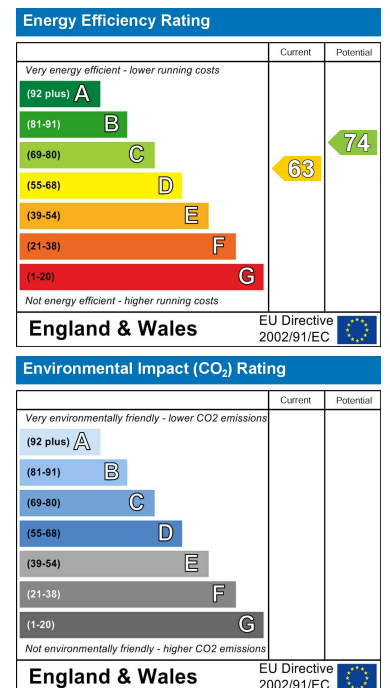 Energy Efficiency Rating
Current Potential
Very energy efficient - lower running costs
(92 plus) A
(81-91) B
74
(69-80) C
63
(55-68) D
(39-54) E
(21-38) F
(1-20) G
Not energy efficient - higher running costs
England & Wales
EU Directive
2002/91/EC
Environmental Impact (CO₂) Rating
Current Potential
Very environmentally friendly - lower CO2 emissions
(92 plus) A
(81-91) B
(69-80) C
(55-68) D
(39-54) E
(21-38) F
(1-20) G
Not environmentally friendly - higher CO2 emissions
England & Wales
EU Directive
2002/91/EC